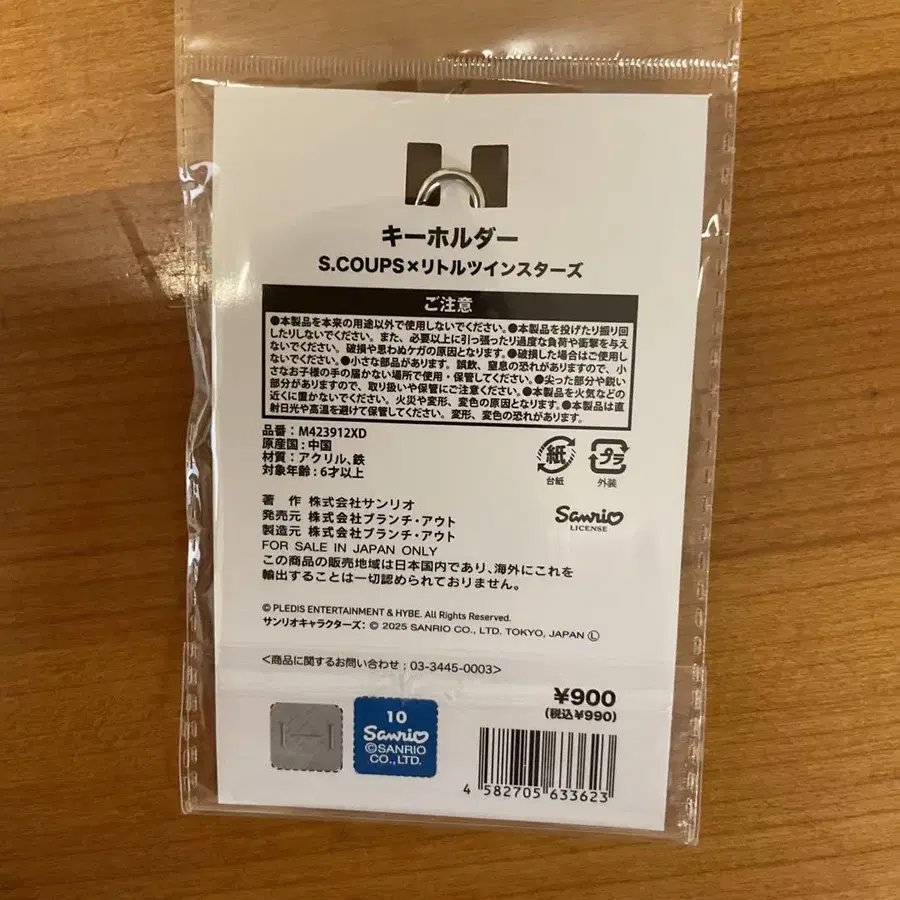 キーホルダー
S.COUPS×リトルツインスターズ
ご注意
●本製品を本来の用途以外で使用しないでください。●本製品を投げたり振り回
したりしないでください。また、必要以上に引っ張ったり過度な負荷や衝撃を与え
ないでください。破損や思わぬケガの原因となります。●破損した場合はご使用し
ないでください。●小さな部品があります。誤飲、窒息の恐れがありますので、小
さなお子様の手の届かない場所で使用・保管してください。●尖った部分や鋭い
部分がありますので、取り扱いや保管にご注意ください。●本製品を火気などの
近くに置かないでください。火災や変形、変色の原因となります。●本製品は直
射日光や高温を避けて保管してください。変形、変色の恐れがあります。
品番：M423912XD
原産国：中国
材質：アクリル、鉄
対象年齢：6才以上
紙
台紙
プラ
外装
著 作 株式会社サンリオ
発売元 株式会社ブランチ・アウト
製造元 株式会社ブランチ・アウト
Sanrio
LICENSE
FOR SALE IN JAPAN ONLY
この商品の販売地域は日本国内であり、海外にこれを
輸出することは一切認められておりません。
© PLEDIS ENTERTAINMENT & HYBE. All Rights Reserved.
サンリオキャラクターズ：© 2025 SANRIO CO., LTD. TOKYO, JAPAN Ⓛ
<商品に関するお問い合わせ：03-3445-0003>
¥900
(税込¥990)
10
Sanrio
©SANRIO
CO., LTD.
4 582705 633623